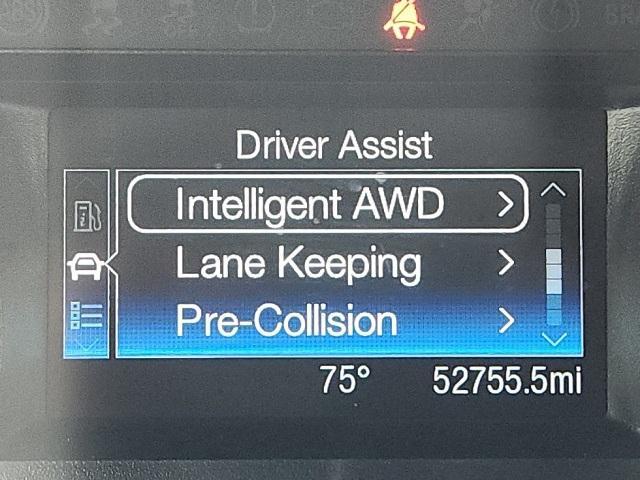 Driver Assist
Intelligent AWD
Lane Keeping
Pre-Collision
75° 52755.5mi